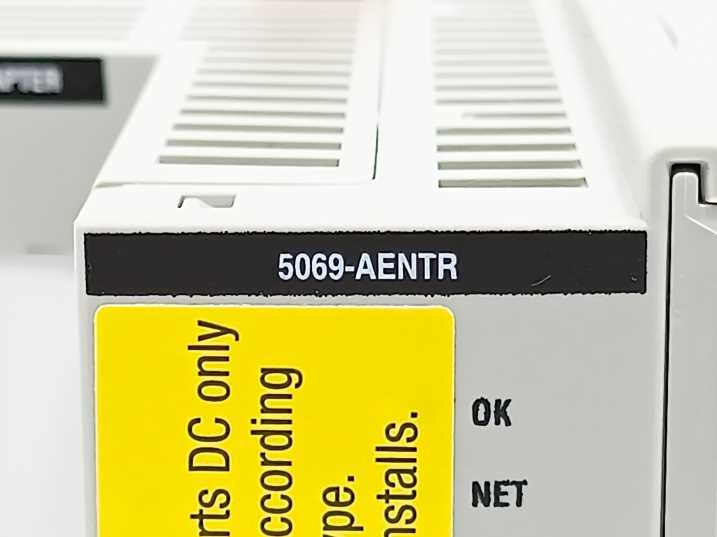 5069-AENTR
rts DC only
ccording
ype.
nstalls.
OK
NET